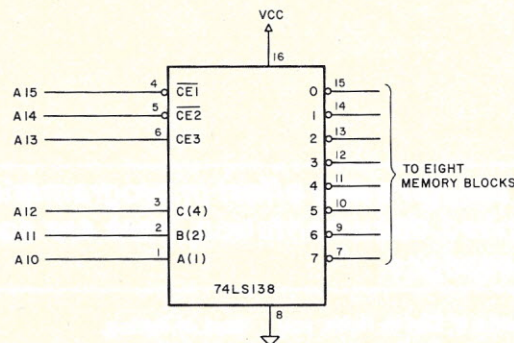 VCC
16
A15 4 CE1 0 15
A14 5 CE2 1 14
A13 6 CE3 2 13
3 12
4 11
A12 3 C(4) 5 10
A11 2 B(2) 6 9
A10 1 A(1) 7 7
TO EIGHT
MEMORY BLOCKS
74LS138
8